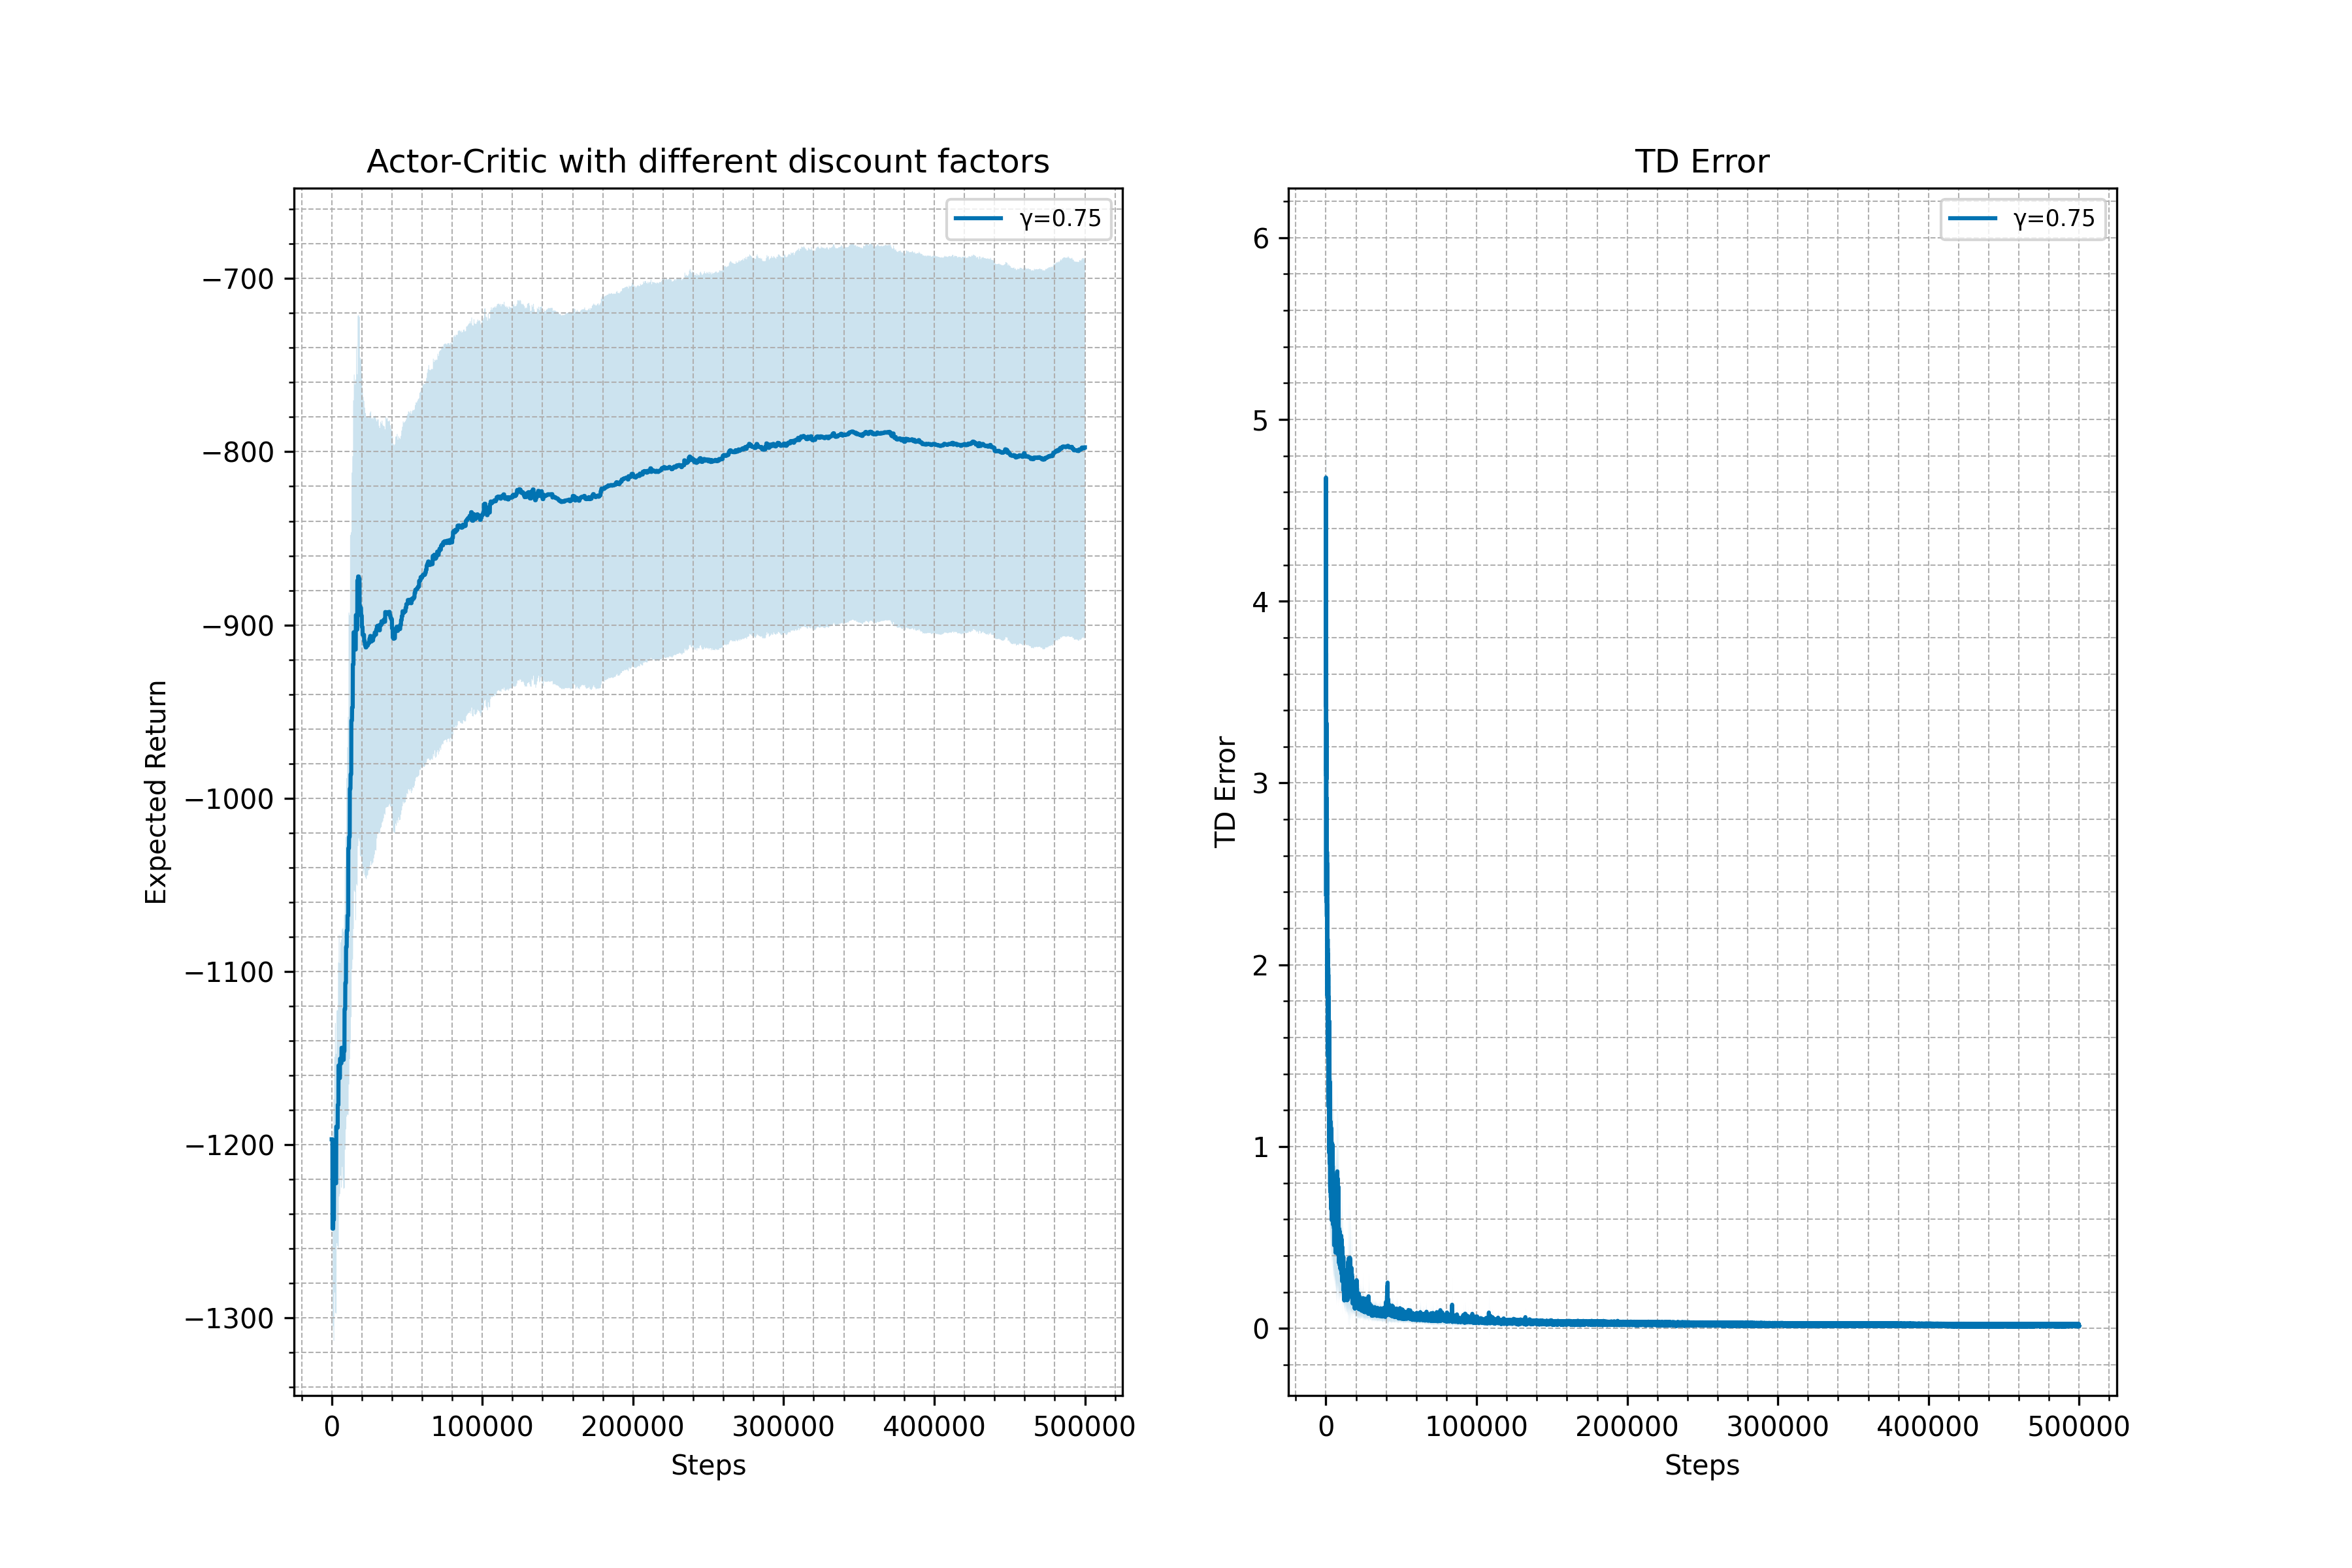 Actor-Critic with different discount factors
γ=0.75
−700
−800
−900
−1000
−1100
−1200
−1300
Expected Return
0 100000 200000 300000 400000 500000
Steps
TD Error
γ=0.75
6
5
4
3
2
1
0
TD Error
0 100000 200000 300000 400000 500000
Steps